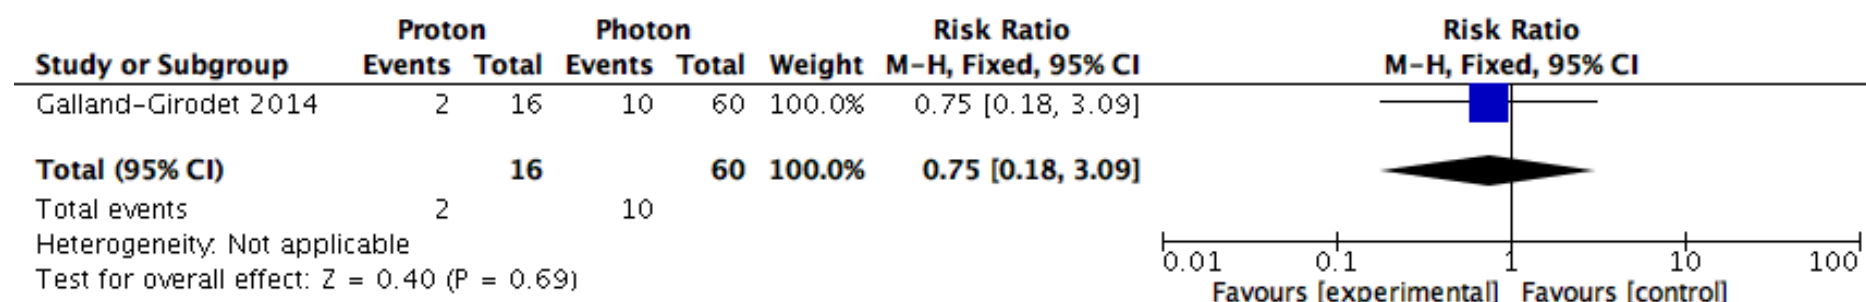 Proton Photon Risk Ratio Risk Ratio
Study or Subgroup Events Total Events Total Weight M-H, Fixed, 95% CI M-H, Fixed, 95% CI
Galland-Girodet 2014 2 16 10 60 100.0% 0.75 [0.18, 3.09]
Total (95% CI) 16 60 100.0% 0.75 [0.18, 3.09]
Total events 2 10
Heterogeneity: Not applicable
0.01 0.1 1 10 100
Test for overall effect: Z = 0.40 (P = 0.69)
Favours [experimental] Favours [control]